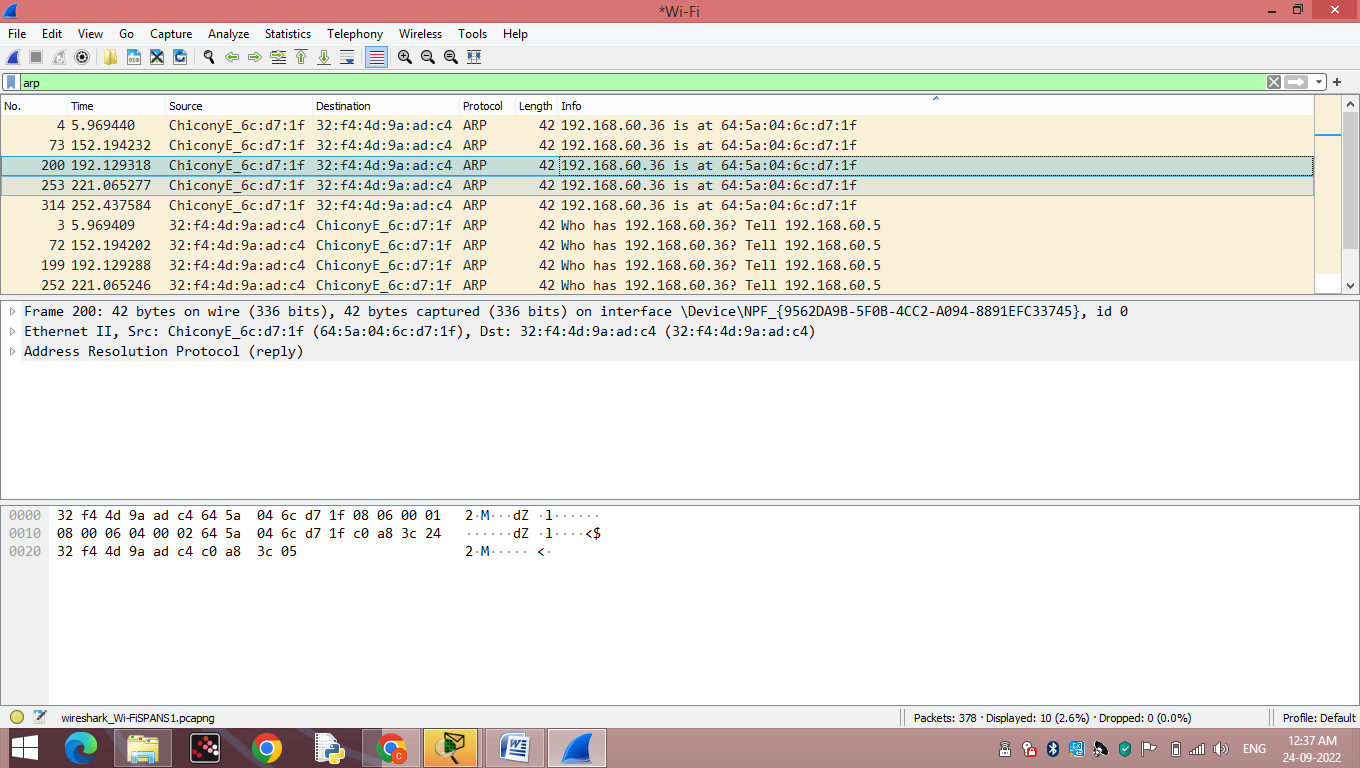 *Wi-Fi
File Edit View Go Capture Analyze Statistics Telephony Wireless Tools Help
arp
No. Time Source Destination Protocol Length Info
4 5.969440 ChiconyE_6c:d7:1f 32:f4:4d:9a:ad:c4 ARP 42 192.168.60.36 is at 64:5a:04:6c:d7:1f
73 152.194232 ChiconyE_6c:d7:1f 32:f4:4d:9a:ad:c4 ARP 42 192.168.60.36 is at 64:5a:04:6c:d7:1f
200 192.129318 ChiconyE_6c:d7:1f 32:f4:4d:9a:ad:c4 ARP 42 192.168.60.36 is at 64:5a:04:6c:d7:1f
253 221.065277 ChiconyE_6c:d7:1f 32:f4:4d:9a:ad:c4 ARP 42 192.168.60.36 is at 64:5a:04:6c:d7:1f
314 252.437584 ChiconyE_6c:d7:1f 32:f4:4d:9a:ad:c4 ARP 42 192.168.60.36 is at 64:5a:04:6c:d7:1f
3 5.969409 32:f4:4d:9a:ad:c4 ChiconyE_6c:d7:1f ARP 42 Who has 192.168.60.36? Tell 192.168.60.5
72 152.194202 32:f4:4d:9a:ad:c4 ChiconyE_6c:d7:1f ARP 42 Who has 192.168.60.36? Tell 192.168.60.5
199 192.129288 32:f4:4d:9a:ad:c4 ChiconyE_6c:d7:1f ARP 42 Who has 192.168.60.36? Tell 192.168.60.5
252 221.065246 32:f4:4d:9a:ad:c4 ChiconyE_6c:d7:1f ARP 42 Who has 192.168.60.36? Tell 192.168.60.5
Frame 200: 42 bytes on wire (336 bits), 42 bytes captured (336 bits) on interface \Device\NPF_{9562DA9B-5F0B-4CC2-A094-8891EFC33745}, id 0
Ethernet II, Src: ChiconyE_6c:d7:1f (64:5a:04:6c:d7:1f), Dst: 32:f4:4d:9a:ad:c4 (32:f4:4d:9a:ad:c4)
Address Resolution Protocol (reply)
0000 32 f4 4d 9a ad c4 64 5a 04 6c d7 1f 08 06 00 01 2·M···dZ ·l······
0010 08 00 06 04 00 02 64 5a 04 6c d7 1f c0 a8 3c 24 ······dZ ·l····<$
0020 32 f4 4d 9a ad c4 c0 a8 3c 05 2·M····· <·
wireshark_Wi-FiSPANS1.pcapng Packets: 378 · Displayed: 10 (2.6%) · Dropped: 0 (0.0%) Profile: Default
ENG 12:37 AM
24-09-2022